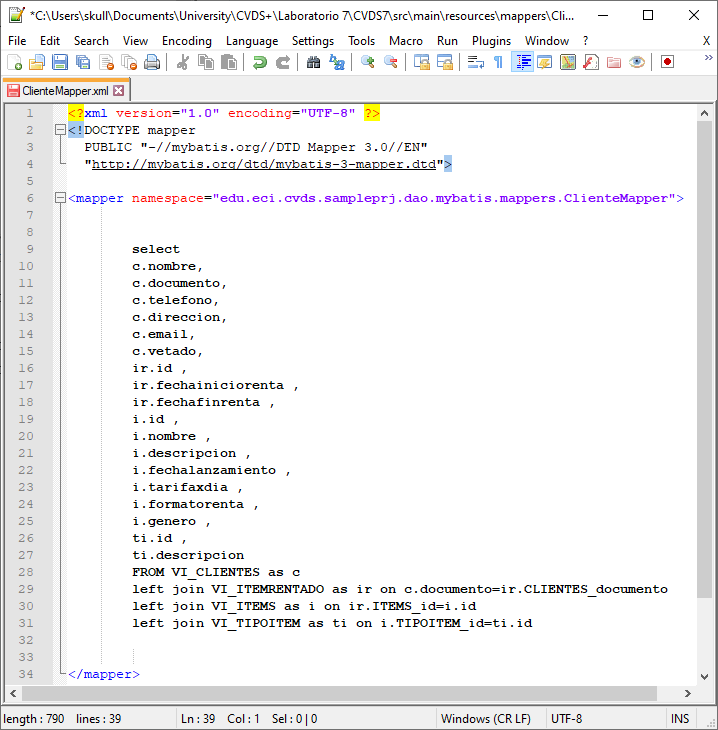 *C:\Users\skull\Documents\University\CVDS+\Laboratorio 7\CVDS7\src\main\resources\mappers\Cli...
File Edit Search View Encoding Language Settings Tools Macro Run Plugins Window ? X
ClienteMapper.xml
1 <?xml version="1.0" encoding="UTF-8" ?>
2 <!DOCTYPE mapper
3 PUBLIC "-//mybatis.org//DTD Mapper 3.0//EN"
4 "http://mybatis.org/dtd/mybatis-3-mapper.dtd">
5
6 <mapper namespace="edu.eci.cvds.sampleprj.dao.mybatis.mappers.ClienteMapper">
7
8
9 select
10 c.nombre,
11 c.documento,
12 c.telefono,
13 c.direccion,
14 c.email,
15 c.vetado,
16 ir.id ,
17 ir.fechainiciorenta ,
18 ir.fechafinrenta ,
19 i.id ,
20 i.nombre ,
21 i.descripcion ,
22 i.fechalanzamiento ,
23 i.tarifaxdia ,
24 i.formatorenta ,
25 i.genero ,
26 ti.id ,
27 ti.descripcion
28 FROM VI_CLIENTES as c
29 left join VI_ITEMRENTADO as ir on c.documento=ir.CLIENTES_documento
30 left join VI_ITEMS as i on ir.ITEMS_id=i.id
31 left join VI_TIPOITEM as ti on i.TIPOITEM_id=ti.id
32
33
34 </mapper>
length : 790 lines : 39 Ln : 39 Col : 1 Sel : 0 | 0 Windows (CR LF) UTF-8 INS